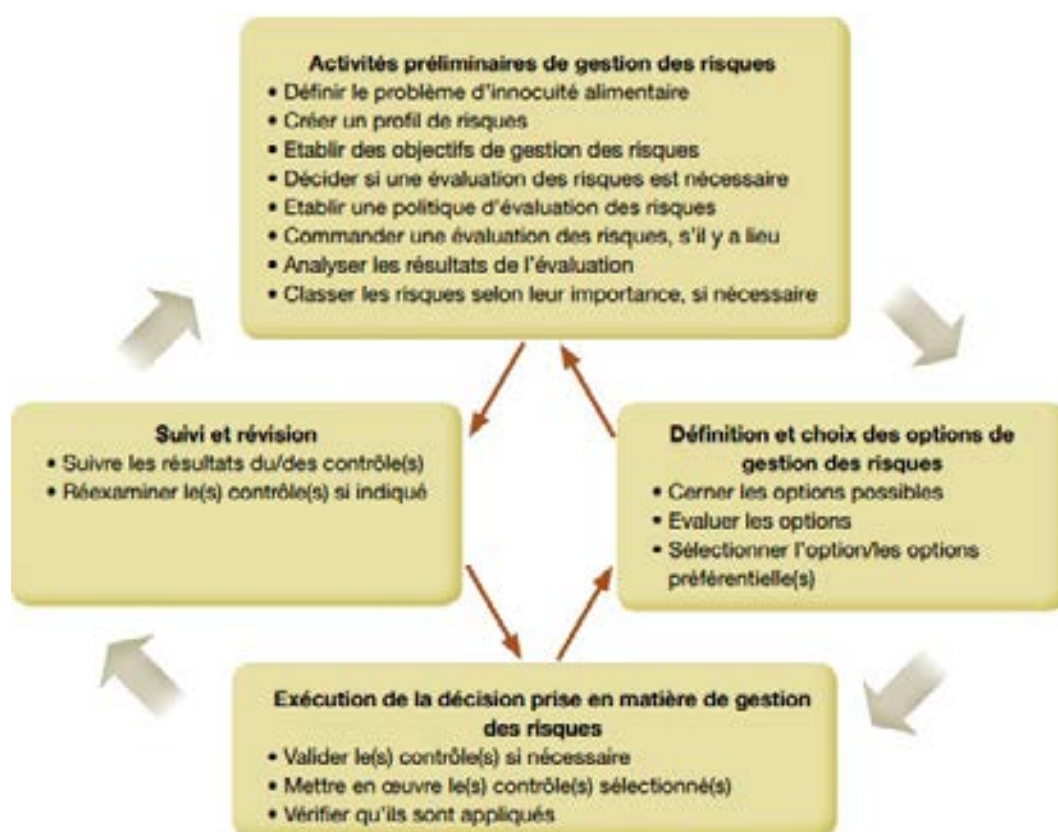 Activités préliminaires de gestion des risques
• Définir le problème d'innocuité alimentaire
• Créer un profil de risques
• Etablir des objectifs de gestion des risques
• Décider si une évaluation des risques est nécessaire
• Etablir une politique d'évaluation des risques
• Commander une évaluation des risques, s'il y a lieu
• Analyser les résultats de l'évaluation
• Classer les risques selon leur importance, si nécessaire
Suivi et révision
• Suivre les résultats du/des contrôle(s)
• Réexaminer le(s) contrôle(s) si indiqué
Définition et choix des options de
gestion des risques
• Cerner les options possibles
• Evaluer les options
• Sélectionner l'option/les options
préférentielle(s)
Exécution de la décision prise en matière de gestion
des risques
• Valider le(s) contrôle(s) si nécessaire
• Mettre en œuvre le(s) contrôle(s) sélectionné(s)
• Vérifier qu'ils sont appliqués